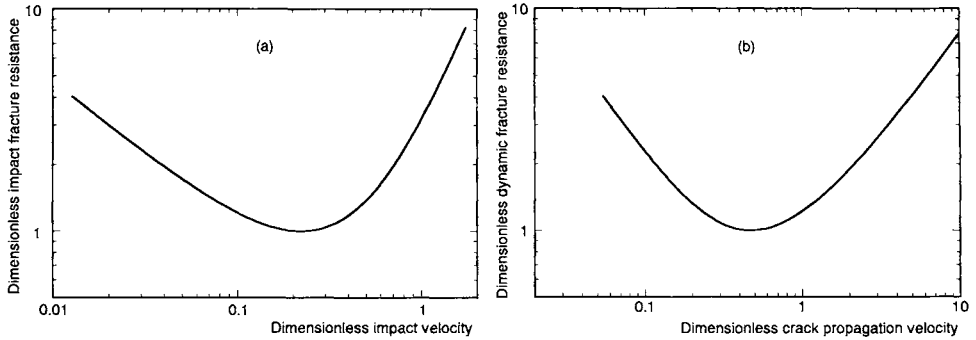 10
(a)
Dimensionless impact fracture resistance
1
0.01
0.1
1
Dimensionless impact velocity
10
(b)
Dimensionless dynamic fracture resistance
1
0.1
1
10
Dimensionless crack propagation velocity